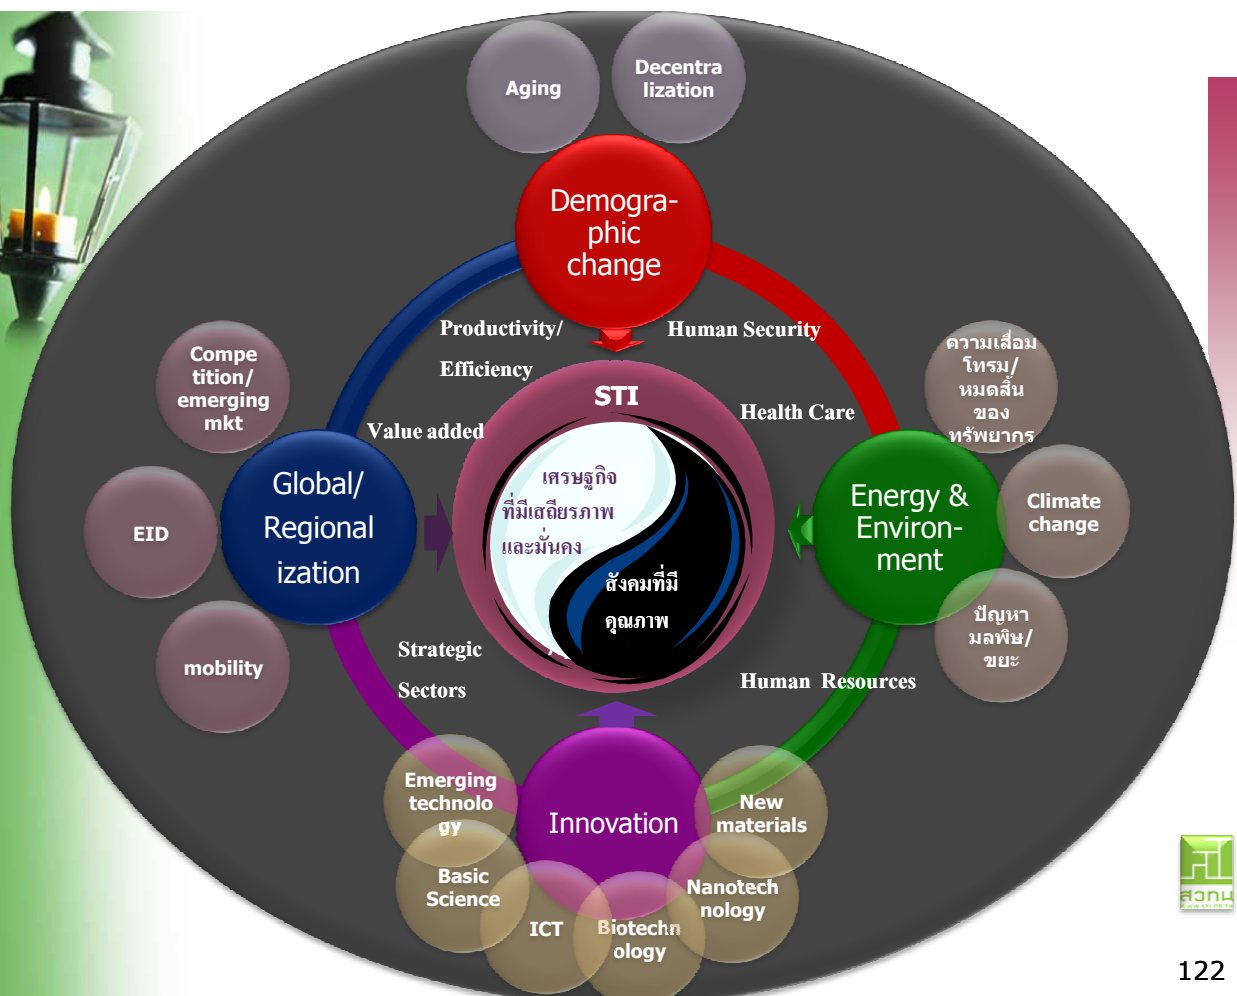 Aging
Decentra
lization
Demogra-
phic
change
Productivity/
Efficiency
Human Security
Value added
Health Care
Compe
tition/
emerging
mkt
EID
mobility
Global/
Regional
ization
STI
เศรษฐกิจ
ที่มีเสถียรภาพ
และมั่นคง
สังคมที่มี
คุณภาพ
ความเสื่อม
โทรม/
หมดสิ้น
ของ
ทรัพยากร
Energy &
Environ-
ment
Climate
change
ปัญหา
มลพิษ/
ขยะ
Strategic
Sectors
Human Resources
Innovation
Emerging
technolo
gy
Basic
Science
ICT
Biotechn
ology
Nanotech
nology
New
materials
สวทน
122